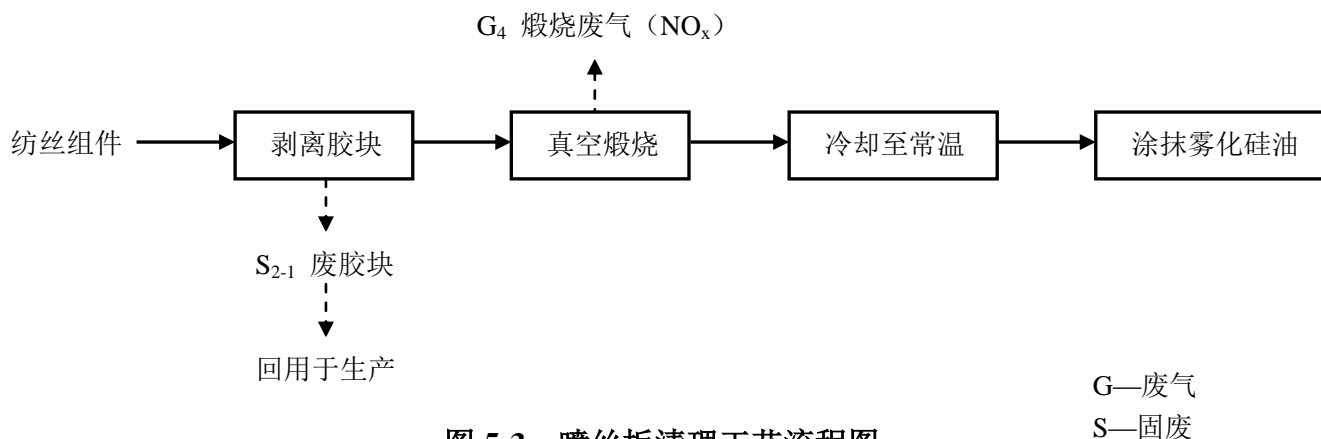 G₄ 煅烧废气（NOₓ）
纺丝组件
剥离胶块
真空煅烧
冷却至常温
涂抹雾化硅油
S₂₋₁ 废胶块
回用于生产
G—废气
S—固废